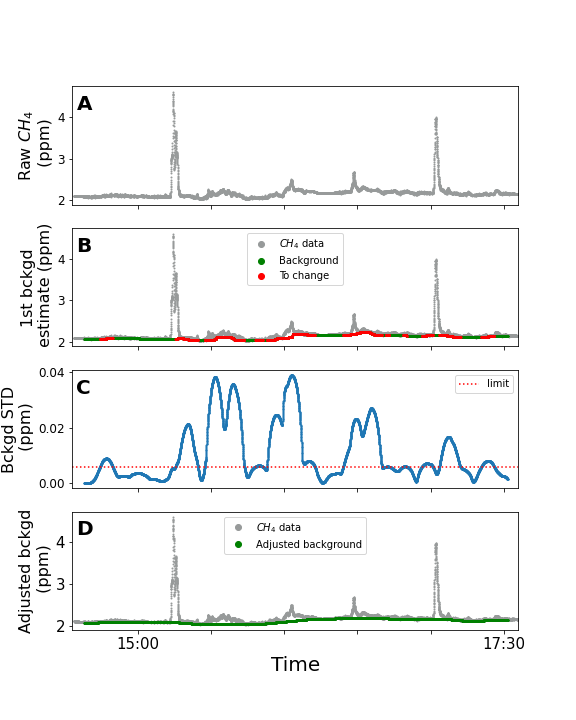 A
Raw CH4
(ppm)
4
3
2
B
1st bckgd
estimate (ppm)
4
3
2
CH4 data
Background
To change
C
Bckgd STD
(ppm)
0.04
0.02
0.00
limit
D
Adjusted bckgd
(ppm)
4
3
2
CH4 data
Adjusted background
15:00
17:30
Time